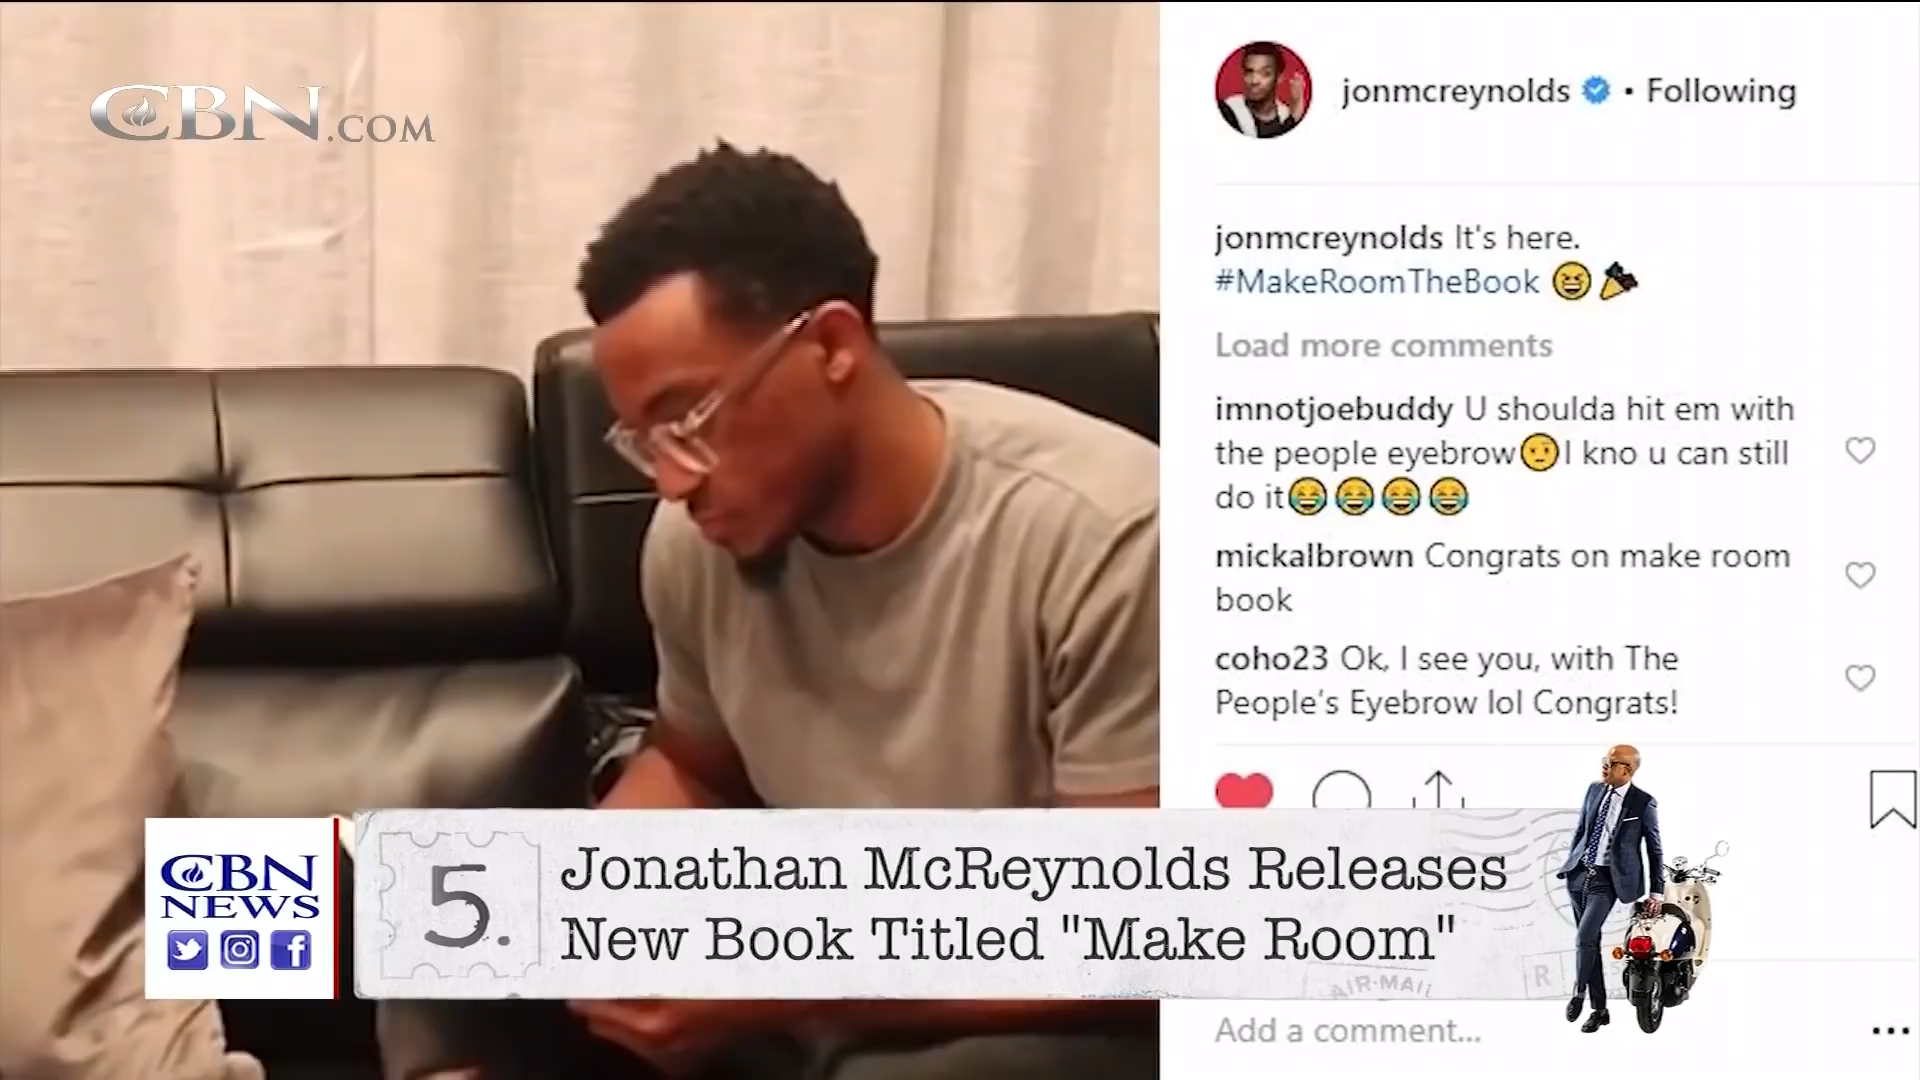 CBN.COM
jonmcreynolds • Following
jonmcreynolds It's here.
#MakeRoomTheBook 😆🎉
Load more comments
imnotjoebuddy U shoulda hit em with
the people eyebrow🤨I kno u can still
do it😂😂😂😂
mickalbrown Congrats on make room
book
coho23 Ok, I see you, with The
People's Eyebrow lol Congrats!
CBN
NEWS
5.
Jonathan McReynolds Releases
New Book Titled "Make Room"
AIR-MAIL
R
Add a comment...